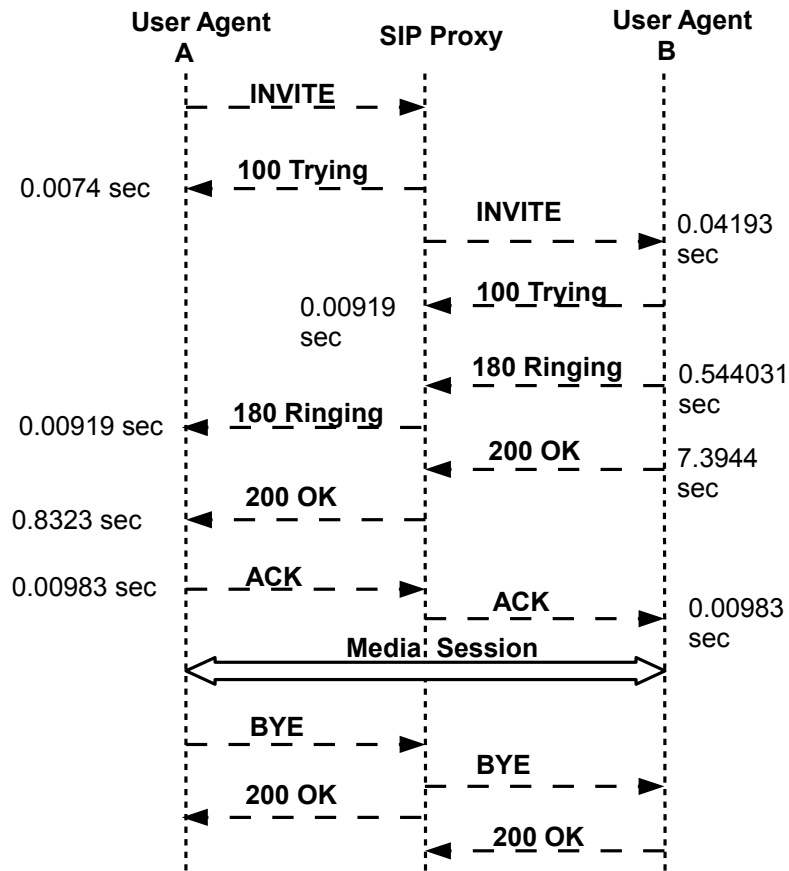 User Agent
A
SIP Proxy
User Agent
B
INVITE
100 Trying
0.0074 sec
INVITE
0.04193
sec
100 Trying
0.00919
sec
180 Ringing
0.544031
sec
180 Ringing
0.00919 sec
200 OK
7.3944
sec
200 OK
0.8323 sec
ACK
0.00983 sec
ACK
0.00983
sec
Media Session
BYE
BYE
200 OK
200 OK